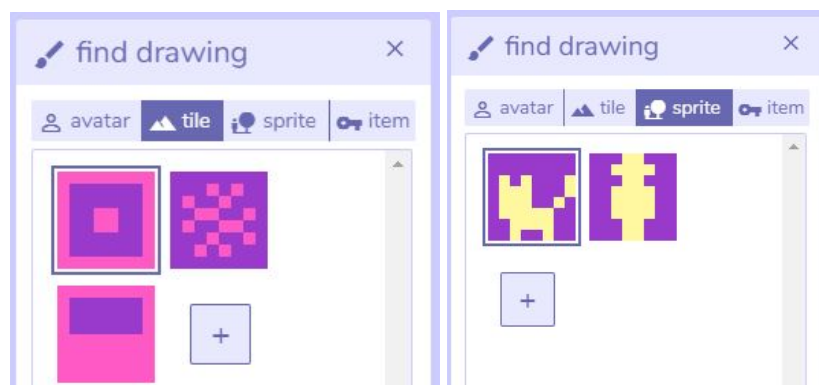 find drawing
avatar tile sprite item
find drawing
avatar tile sprite item